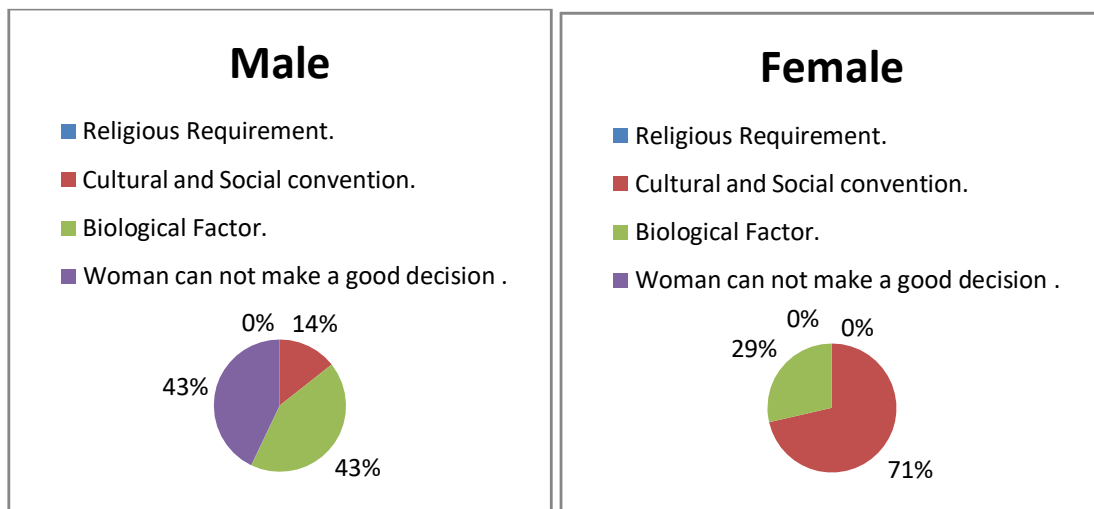 Male
Religious Requirement.
Cultural and Social convention.
Biological Factor.
Woman can not make a good decision .
0%
14%
43%
43%
Female
Religious Requirement.
Cultural and Social convention.
Biological Factor.
Woman can not make a good decision .
0%
0%
29%
71%